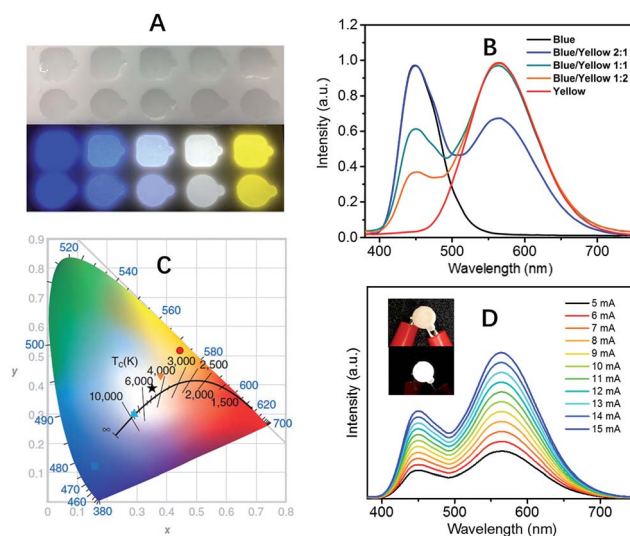 A
B
1.2
1.0
0.8
0.6
0.4
0.2
0.0
Intensity (a.u.)
400
500
600
700
Wavelength (nm)
Blue
Blue/Yellow 2:1
Blue/Yellow 1:1
Blue/Yellow 1:2
Yellow
C
0.9
0.8
0.7
0.6
0.5
0.4
0.3
0.2
0.1
y
0
0.1
0.2
0.3
0.4
0.5
0.6
0.7
0.8
x
520
540
560
580
600
620
700
500
490
480
470
460
380
Tc(K)
10,000
6,000
4,000
3,000
2,500
2,000
1,500
∞
D
Intensity (a.u.)
400
500
600
700
Wavelength (nm)
5 mA
6 mA
7 mA
8 mA
9 mA
10 mA
11 mA
12 mA
13 mA
14 mA
15 mA